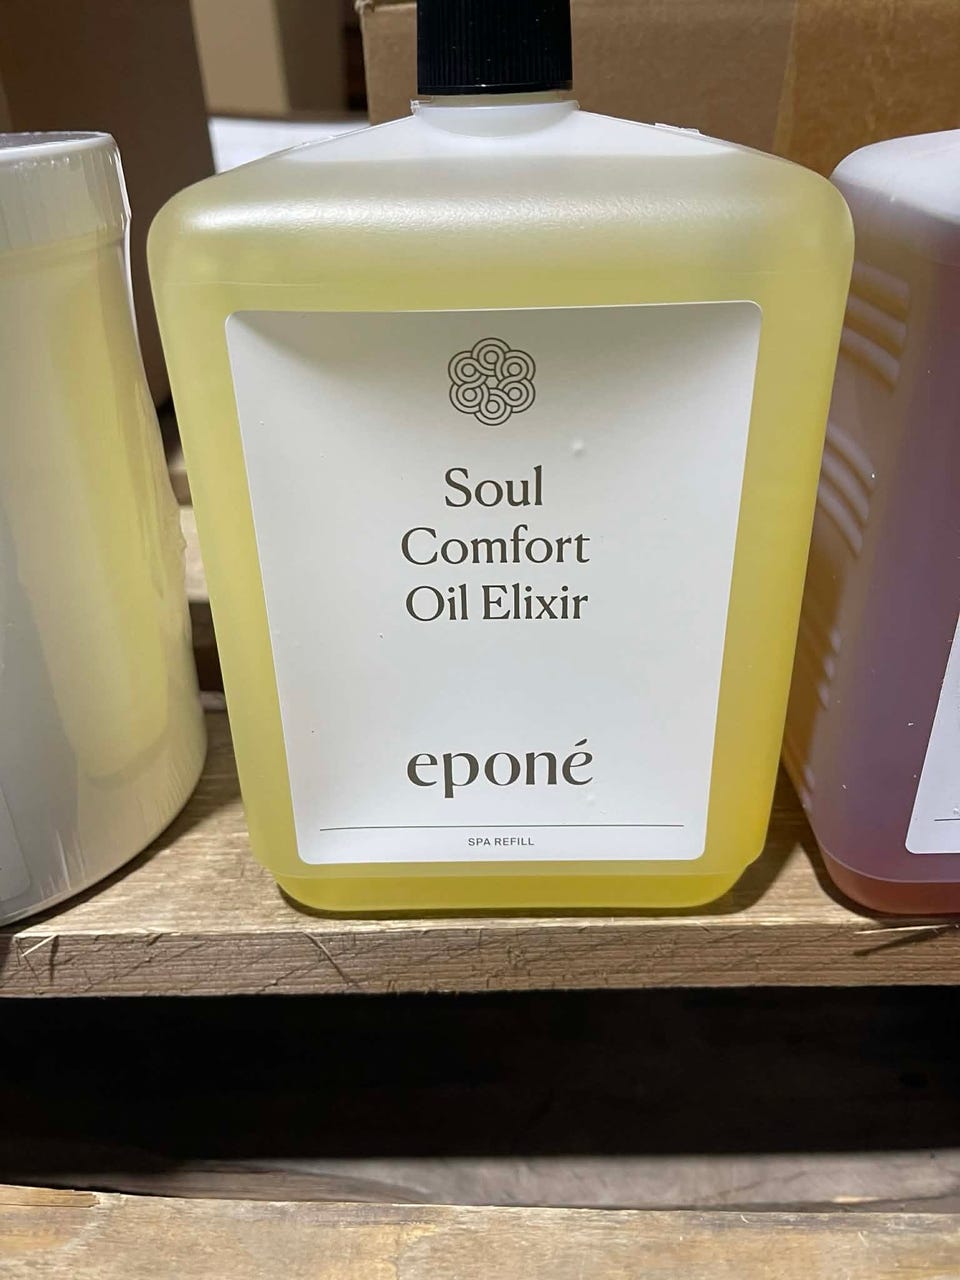 Soul
Comfort
Oil Elixir
eponé
SPA REFILL